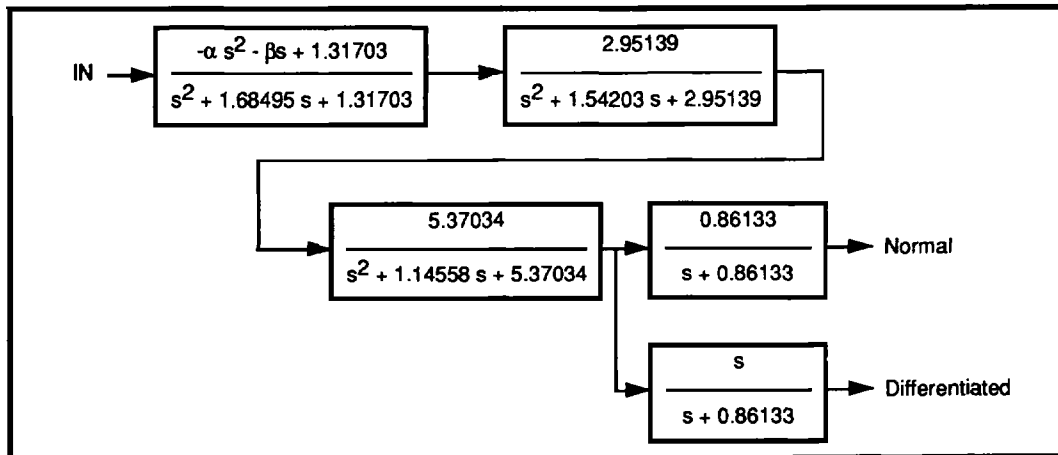 -α s² - βs + 1.31703
2.95139
IN
s² + 1.68495 s + 1.31703
s² + 1.54203 s + 2.95139
5.37034
0.86133
Normal
s² + 1.14558 s + 5.37034
s + 0.86133
s
Differentiated
s + 0.86133